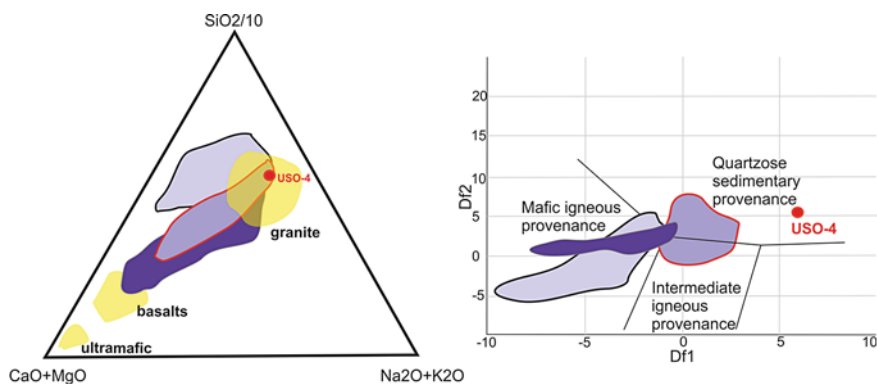 SiO2/10
USO-4
granite
basalts
ultramafic
CaO+MgO
Na2O+K2O
Df2
20
15
10
5
0
-5
-10
-5
0
5
10
Df1
Mafic igneous
provenance
Quartzose
sedimentary
provenance
USO-4
Intermediate
igneous
provenance